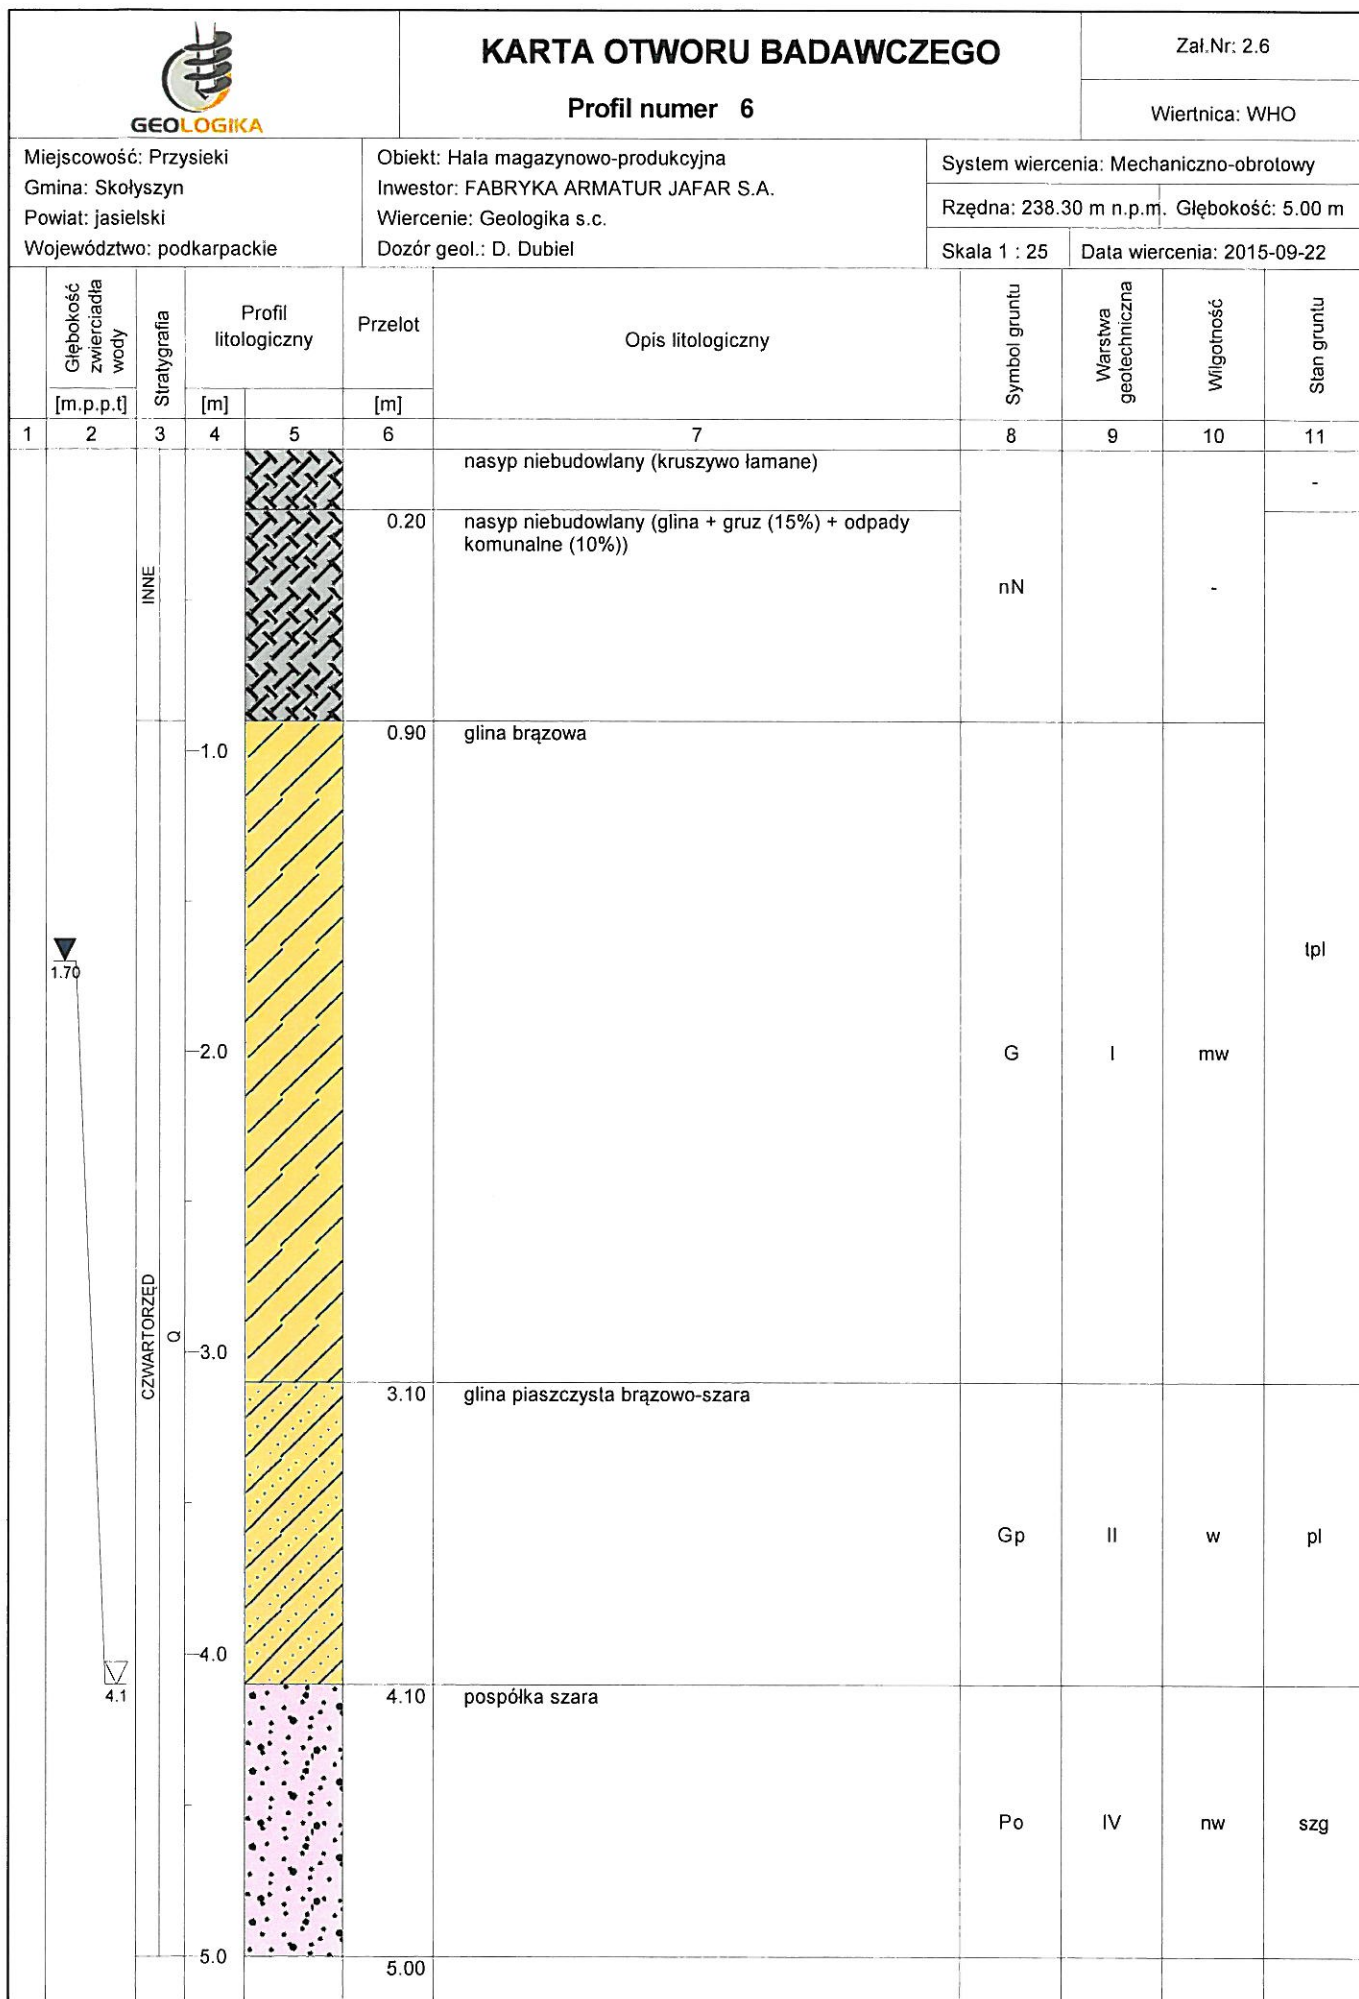 GEOLOGIKA
KARTA OTWORU BADAWCZEGO
Profil numer 6
Zał.Nr: 2.6
Wiertnica: WHO
Miejscowość: Przysieki
Gmina: Skołyszyn
Powiat: jasielski
Województwo: podkarpackie
Obiekt: Hala magazynowo-produkcyjna
Inwestor: FABRYKA ARMATUR JAFAR S.A.
Wiercenie: Geologika s.c.
Dozór geol.: D. Dubiel
System wiercenia: Mechaniczno-obrotowy
Rzędna: 238.30 m n.p.m. Głębokość: 5.00 m
Skala 1 : 25 Data wiercenia: 2015-09-22
Głębokość
zwierciadła
wody
[m.p.p.t]
Stratygrafia
Profil
litologiczny
[m]
Przelot
[m]
Opis litologiczny
Symbol gruntu
Warstwa
geotechniczna
Wilgotność
Stan gruntu
1 2 3 4 5 6 7 8 9 10 11
nasyp niebudowlany (kruszywo łamane)
-
0.20 nasyp niebudowlany (glina + gruz (15%) + odpady
komunalne (10%))
INNE
nN -
0.90 glina brązowa
1.0
1.70
tpl
2.0
G I mw
CZWARTORZĘD
Q
3.0
3.10 glina piaszczysta brązowo-szara
Gp II w pl
4.0
4.1
4.10 pospółka szara
Po IV nw szg
5.0
5.00